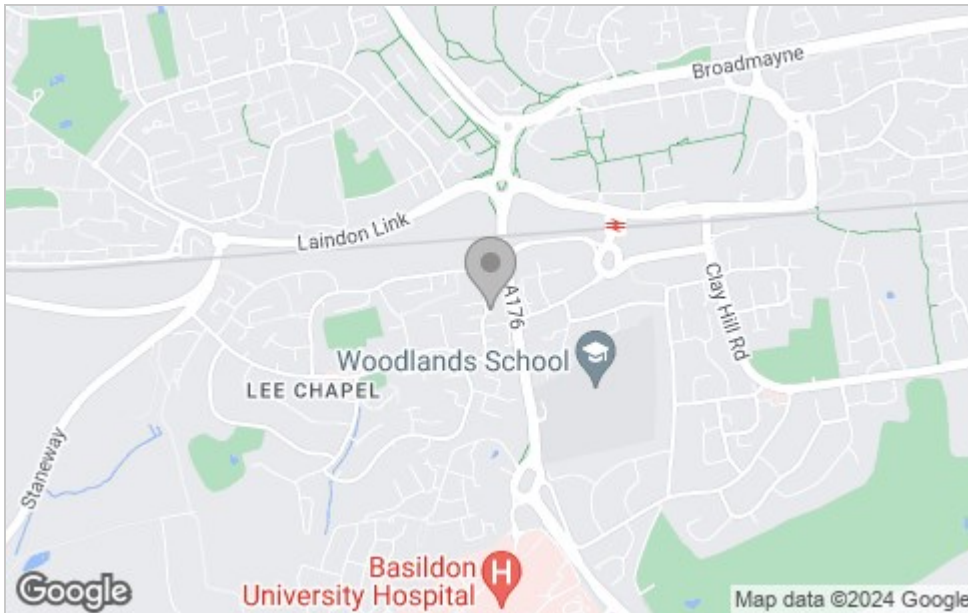 Broadmayne
Laindon Link
A176
Clay Hill Rd
Woodlands School
LEE CHAPEL
Staneway
Basildon
University Hospital
H
Google
Map data ©2024 Google